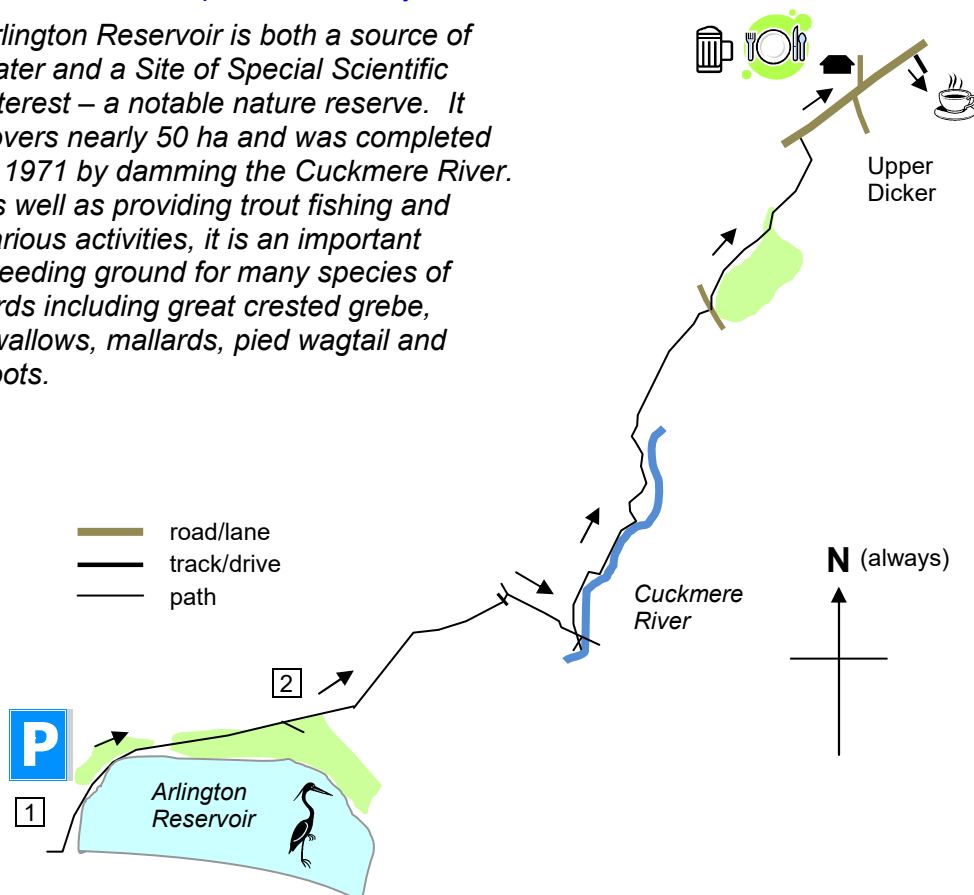 rlington Reservoir is both a source of
ater and a Site of Special Scientific
terest – a notable nature reserve. It
overs nearly 50 ha and was completed
1971 by damming the Cuckmere River.
s well as providing trout fishing and
arious activities, it is an important
eeding ground for many species of
rds including great crested grebe,
wallows, mallards, pied wagtail and
oots.
Upper
Dicker
road/lane
track/drive
path
N (always)
Cuckmere
River
2
P
1
Arlington
Reservoir